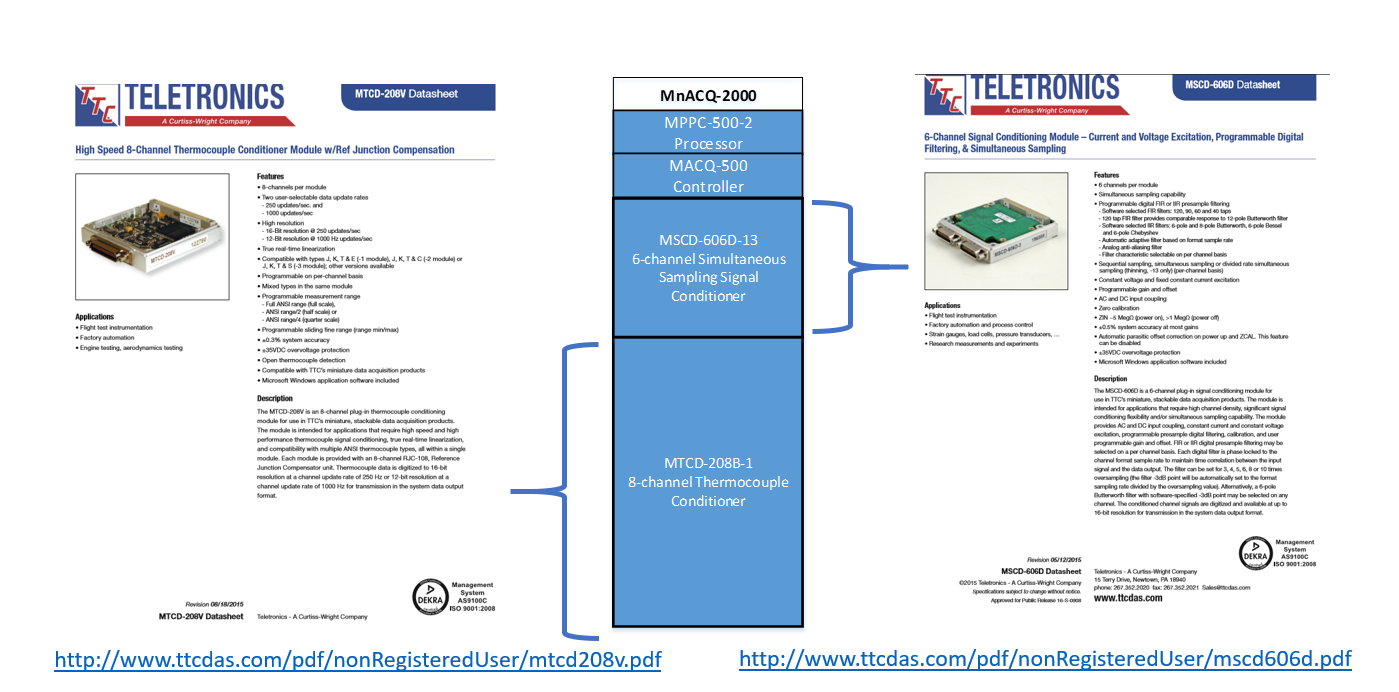 TTC TELETRONICS
A Curtiss-Wright Company
MTCD-208V Datasheet
High Speed 8-Channel Thermocouple Conditioner Module w/Ref Junction Compensation
MTCD-208V
122780
Applications
• Flight test instrumentation
• Factory automation
• Engine testing, aerodynamics testing
Features
• 8-channels per module
• Two user-selectable data update rates
- 250 updates/sec. and
- 1000 updates/sec
• High resolution
- 16-Bit resolution @ 250 updates/sec
- 12-Bit resolution @ 1000 Hz updates/sec
• True real-time linearization
• Compatible with types J, K, T & E (-1 module), J, K, T & C (-2 module) or
J, K, T & S (-3 module); other versions available
• Programmable on per-channel basis
• Mixed types in the same module
• Programmable measurement range
- Full ANSI range (full scale),
- ANSI range/2 (half scale) or
- ANSI range/4 (quarter scale)
• Programmable sliding fine range (range min/max)
• ±0.3% system accuracy
• ±35VDC overvoltage protection
• Open thermocouple detection
• Compatible with TTC's miniature data acquisition products
• Microsoft Windows application software included
Description
The MTCD-208V is an 8-channel plug-in thermocouple conditioning
module for use in TTC's miniature, stackable data acquisition products.
The module is intended for applications that require high speed and high
performance thermocouple signal conditioning, true real-time linearization,
and compatibility with multiple ANSI thermocouple types, all within a single
module. Each module is provided with an 8-channel RJC-108, Reference
Junction Compensator unit. Thermocouple data is digitized to 16-bit
resolution at a channel update rate of 250 Hz or 12-bit resolution at a
channel update rate of 1000 Hz for transmission in the system data output
format.
DEKRA
Management
System
AS9100C
ISO 9001:2008
Revision 08/18/2015
MTCD-208V Datasheet
Teletronics - A Curtiss-Wright Company
http://www.ttcdas.com/pdf/nonRegisteredUser/mtcd208v.pdf
MnACQ-2000
MPPC-500-2
Processor
MACQ-500
Controller
MSCD-606D-13
6-channel Simultaneous
Sampling Signal
Conditioner
MTCD-208B-1
8-channel Thermocouple
Conditioner
TTC TELETRONICS
A Curtiss-Wright Company
MSCD-606D Datasheet
6-Channel Signal Conditioning Module – Current and Voltage Excitation, Programmable Digital
Filtering, & Simultaneous Sampling
Applications
• Flight test instrumentation
• Factory automation and process control
• Strain gauges, load cells, pressure transducers, ...
• Research measurements and experiments
Features
• 6 channels per module
• Simultaneous sampling capability
• Programmable digital FIR or IIR presample filtering
- Software selected FIR filters: 120, 90, 60 and 40 taps
- 120 tap FIR filter provides comparable response to 12-pole Butterworth filter
- Software selected IIR filters: 6-pole and 8-pole Butterworth, 6-pole Bessel
and 6-pole Chebyshev
- Automatic adaptive filter based on format sample rate
- Analog anti-aliasing filter
- Filter characteristic selectable on per channel basis
• Sequential sampling, simultaneous sampling or divided rate simultaneous
sampling (thinning, -13 only) (per-channel basis)
• Constant voltage and fixed constant current excitation
• Programmable gain and offset
• AC and DC input coupling
• Zero calibration
• ZIN ~5 MegΩ (power on), >1 MegΩ (power off)
• ±0.5% system accuracy at most gains
• Automatic parasitic offset correction on power up and ZCAL. This feature
can be disabled
• ±35VDC overvoltage protection
• Microsoft Windows application software included
Description
The MSCD-606D is a 6-channel plug-in signal conditioning module for
use in TTC's miniature, stackable data acquisition products. The module is
intended for applications that require high channel density, significant signal
conditioning flexibility and/or simultaneous sampling capability. The module
provides AC and DC input coupling, constant current and constant voltage
excitation, programmable presample digital filtering, calibration, and user
programmable gain and offset. FIR or IIR digital presample filtering may be
selected on a per channel basis. Each digital filter is phase locked to the
channel format sample rate to maintain time correlation between the input
signal and the data output. The filter can be set for 3, 4, 5, 6, 8 or 10 times
oversampling (the filter -3dB point will be automatically set to the format
sampling rate divided by the oversampling value). Alternatively, a 6-pole
Butterworth filter with software-specified -3dB point may be selected on any
channel. The conditioned channel signals are digitized and available at up to
16-bit resolution for transmission in the system data output format.
DEKRA
Management
System
AS9100C
ISO 9001:2008
Revision 05/12/2015
MSCD-606D Datasheet
©2015 Teletronics - A Curtiss-Wright Company
Specifications subject to change without notice.
Approved for Public Release 16-S-0908
Teletronics - A Curtiss-Wright Company
15 Terry Drive, Newtown, PA 18940
phone: 267.352.2020 fax: 267.352.2021 Sales@ttcdas.com
www.ttcdas.com
http://www.ttcdas.com/pdf/nonRegisteredUser/mscd606d.pdf